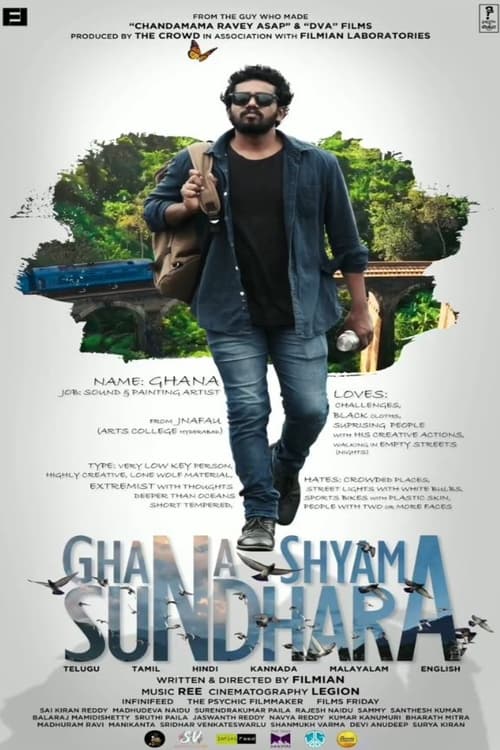 FROM THE GUY WHO MADE
"CHANDAMAMA RAVEY ASAP" & "DVA" FILMS
PRODUCED BY THE CROWD IN ASSOCIATION WITH FILMIAN LABORATORIES
NAME: GHANA
JOB: SOUND & PAINTING ARTIST
FROM JNAFAU,
(ARTS COLLEGE HYDERABAD)
TYPE: VERY LOW KEY PERSON,
HIGHLY CREATIVE, LONE WOLF MATERIAL,
EXTREMIST WITH THOUGHTS
DEEPER THAN OCEANS
SHORT TEMPERED,
LOVES:
CHALLENGES,
BLACK CLOTHES,
SUPRISING PEOPLE
WITH HIS CREATIVE ACTIONS,
WALKING IN EMPTY STREETS
(NIGHTS)
HATES: CROWDED PLACES,
STREET LIGHTS WITH WHITE BULBS,
SPORTS BIKES WITH PLASTIC SKIN,
PEOPLE WITH TWO OR MORE FACES
GHANA SHYAMA
SUNDHARA
TELUGU TAMIL HINDI KANNADA MALAYALAM ENGLISH
WRITTEN & DIRECTED BY FILMIAN
MUSIC REE CINEMATOGRAPHY LEGION
INFINIFEED THE PSYCHIC FILMMAKER FILMS FRIDAY
SAI KIRAN REDDY MADHUDEVA NAIDU SURENDRAKUMAR PAILA RAJESH NAIDU SAMMY SANTHESH KUMAR
BALARAJ MAMIDISHETTY SRUTHI PAILA JASWANTH REDDY NAVYA REDDY KUMAR KANUMURI BHARATH MITRA
MADHURAM RAVI MANIKANTA SRIDHAR VENKATESWARLU SHANMUKH VARMA DEVI ANUDEEP SURYA KIRAN
SV